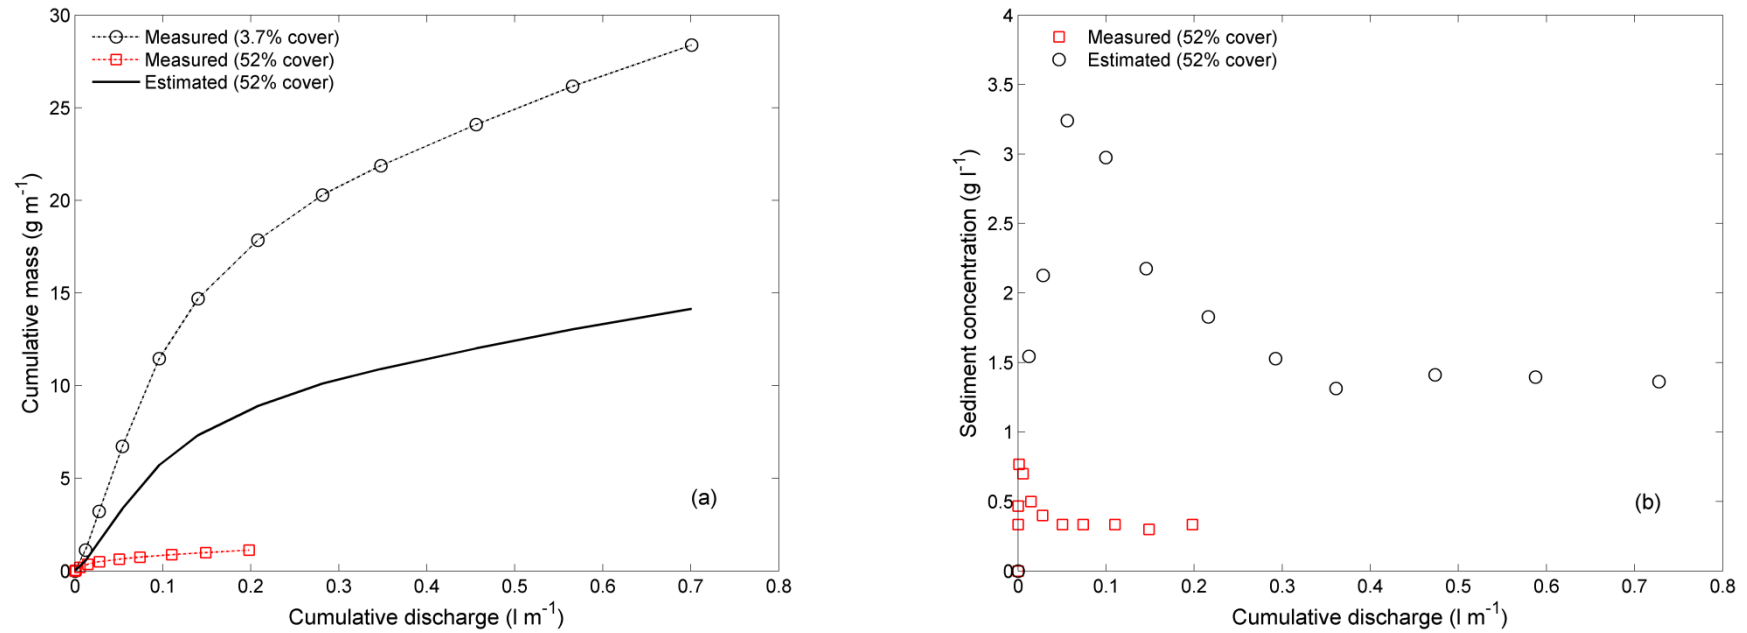 30
25
20
15
10
5
0
Cumulative mass (g m⁻¹)
Measured (3.7% cover)
Measured (52% cover)
Estimated (52% cover)
(a)
0 0.1 0.2 0.3 0.4 0.5 0.6 0.7 0.8
Cumulative discharge (l m⁻¹)
4
3.5
3
2.5
2
1.5
1
0.5
0
Sediment concentration (g l⁻¹)
Measured (52% cover)
Estimated (52% cover)
(b)
0 0.1 0.2 0.3 0.4 0.5 0.6 0.7 0.8
Cumulative discharge (l m⁻¹)